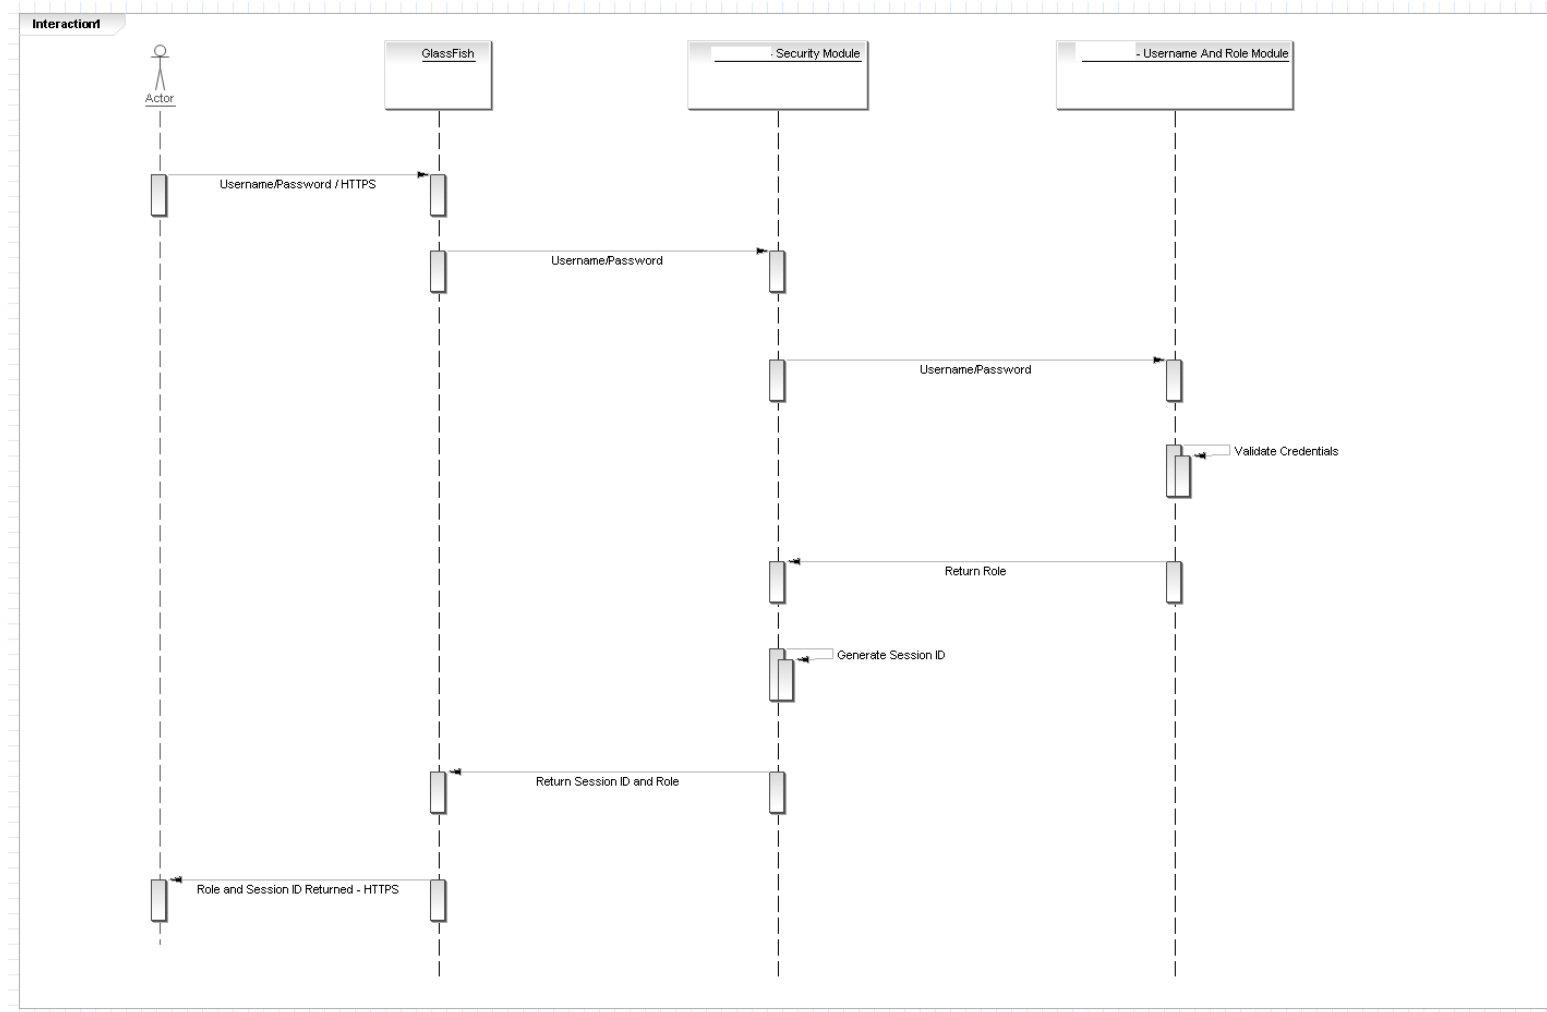 Interaction1
GlassFish
- Security Module
- Username And Role Module
Actor
Username/Password / HTTPS
Username/Password
Username/Password
Validate Credentials
Return Role
Generate Session ID
Return Session ID and Role
Role and Session ID Returned - HTTPS